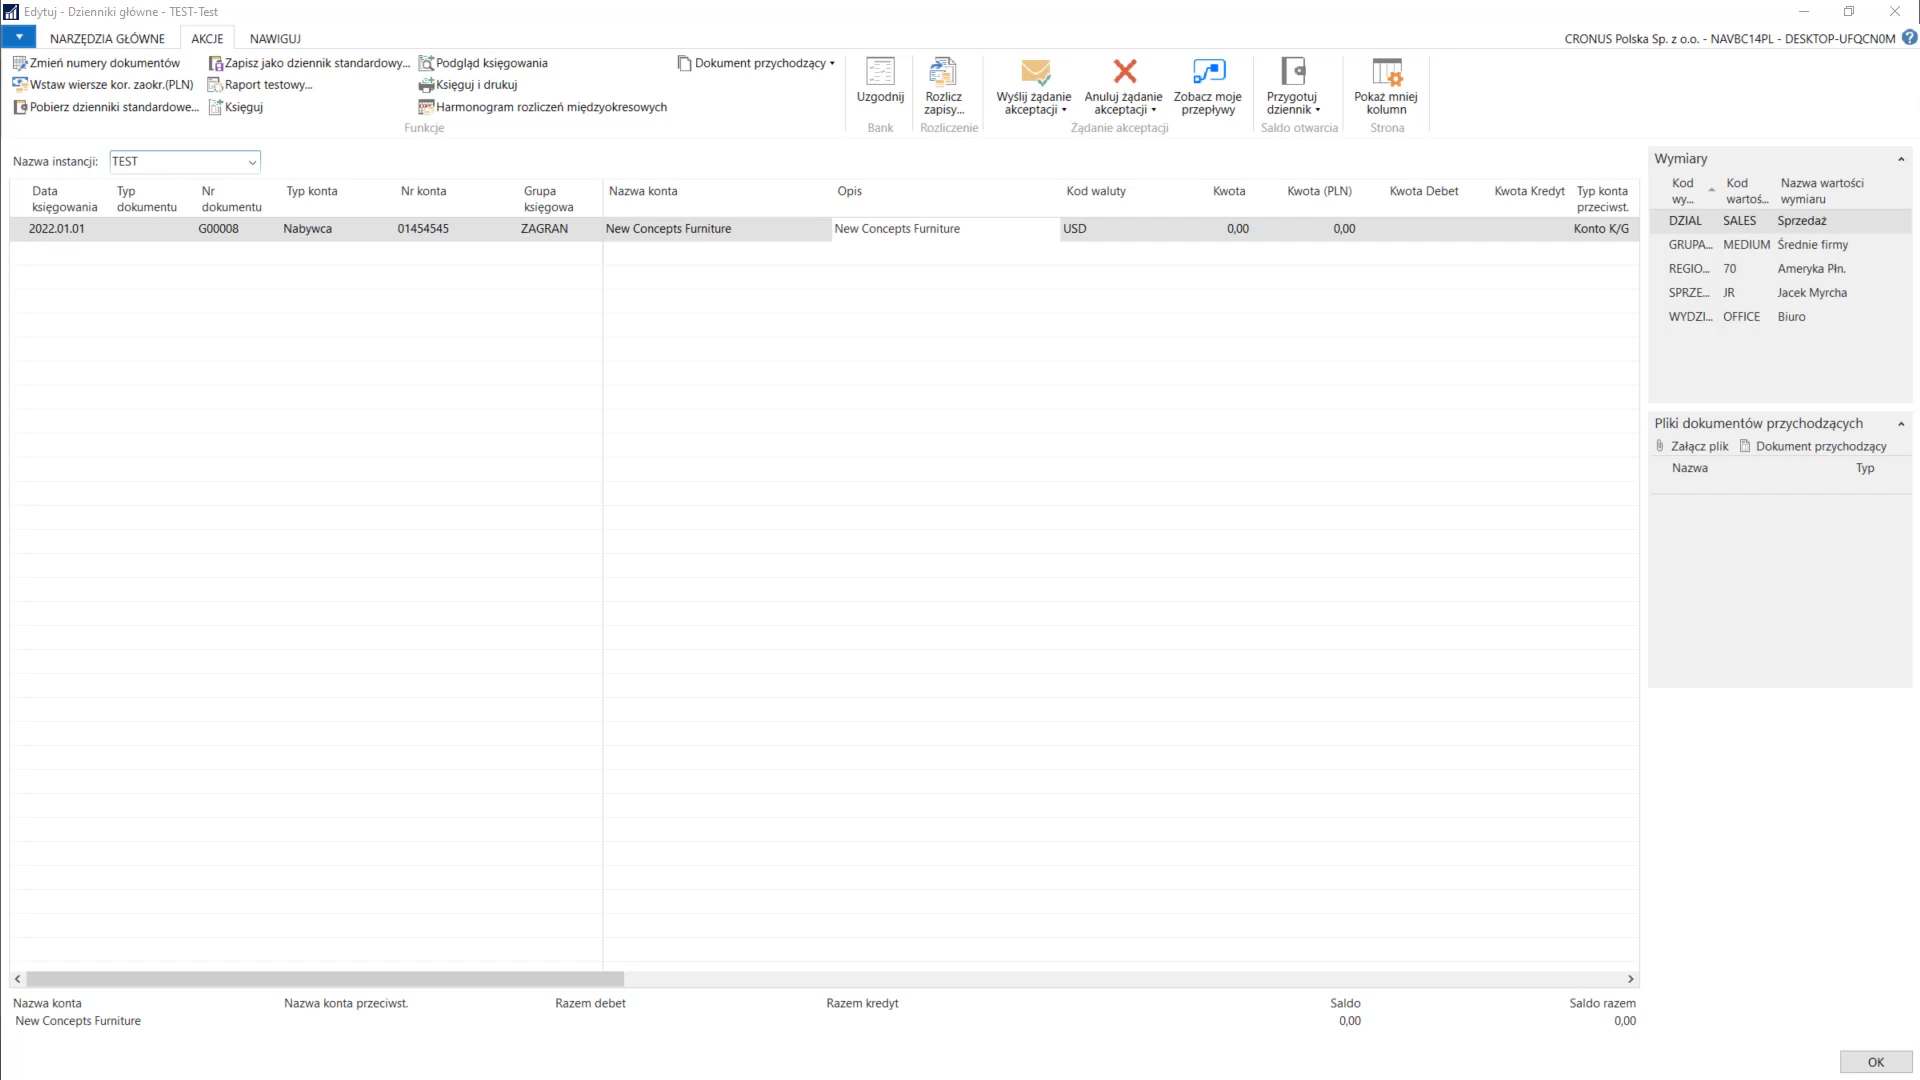 Edytuj - Dzienniki główne - TEST-Test
NARZĘDZIA GŁÓWNE AKCJE NAWIGUJ
CRONUS Polska Sp. z o.o. - NAVBC14PL - DESKTOP-UFQCN0M
Zmień numery dokumentów
Wstaw wiersze kor. zaokr.(PLN)
Pobierz dzienniki standardowe...
Zapisz jako dziennik standardowy...
Raport testowy...
Księguj
Podgląd księgowania
Księguj i drukuj
Harmonogram rozliczeń międzyokresowych
Dokument przychodzący
Funkcje
Uzgodnij
Bank
Rozlicz
zapisy...
Rozliczenie
Wyślij żądanie
akceptacji
Anuluj żądanie
akceptacji
Zobacz moje
przepływy
Żądanie akceptacji
Przygotuj
dziennik
Saldo otwarcia
Pokaż mniej
kolumn
Strona
Nazwa instancji: TEST
Data
księgowania
Typ
dokumentu
Nr
dokumentu
Typ konta
Nr konta
Grupa
księgowa
Nazwa konta
Opis
Kod waluty
Kwota
Kwota (PLN)
Kwota Debet
Kwota Kredyt
Typ konta
przeciwst.
2022.01.01 G00008 Nabywca 01454545 ZAGRAN New Concepts Furniture New Concepts Furniture USD 0,00 0,00 Konto K/G
Wymiary
Kod
wy...
Kod
wartoś...
Nazwa wartości
wymiaru
DZIAL SALES Sprzedaż
GRUPA... MEDIUM Średnie firmy
REGIO... 70 Ameryka Płn.
SPRZE... JR Jacek Myrcha
WYDZI... OFFICE Biuro
Pliki dokumentów przychodzących
Załącz plik Dokument przychodzący
Nazwa Typ
Nazwa konta Nazwa konta przeciwst. Razem debet Razem kredyt Saldo Saldo razem
New Concepts Furniture 0,00 0,00
OK